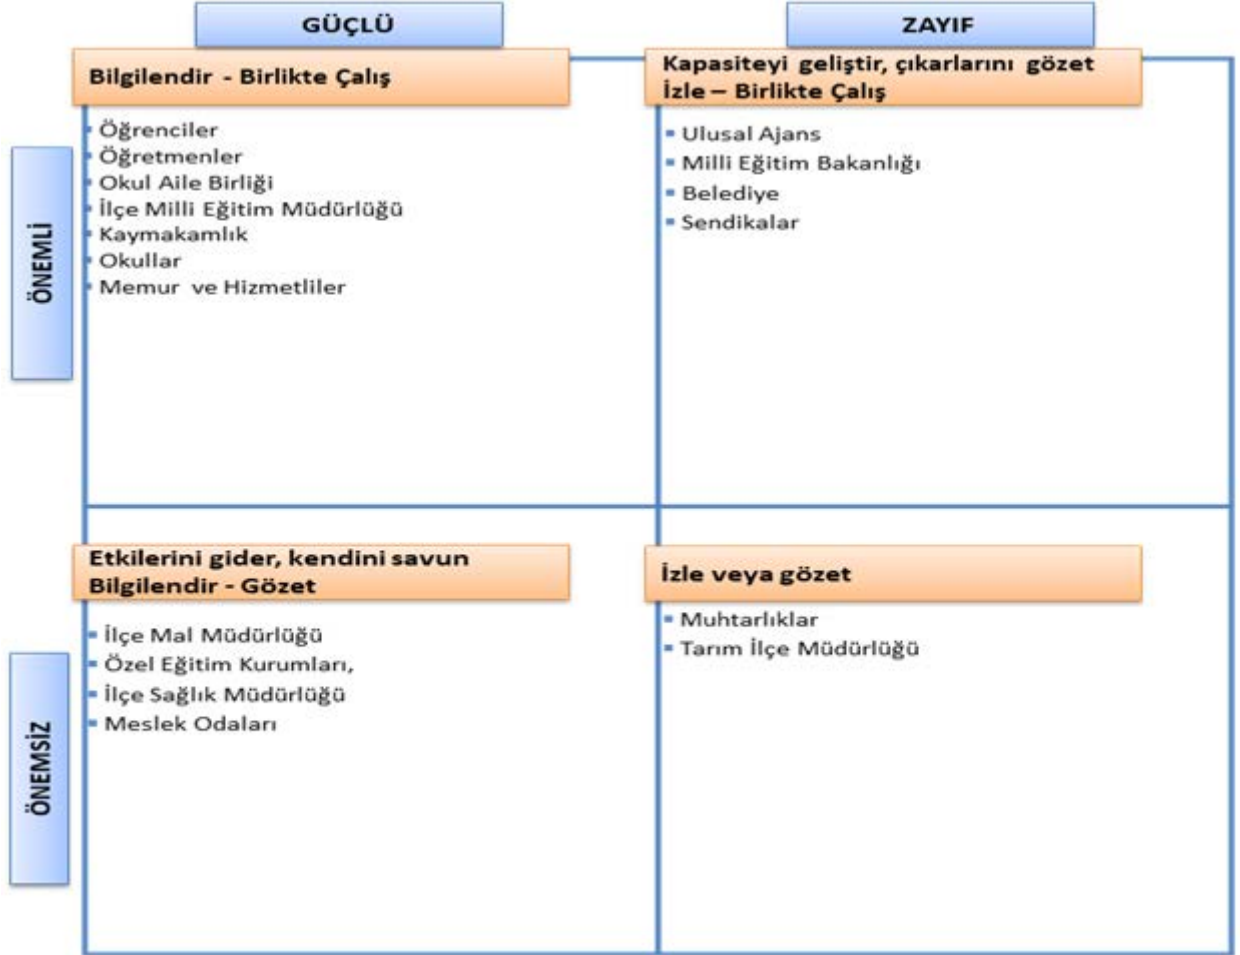 GÜÇLÜ
ZAYIF
Bilgilendir - Birlikte Çalış
Kapasiteyi geliştir, çıkarlarını gözet
İzle – Birlikte Çalış
ÖNEMLİ
Öğrenciler
Öğretmenler
Okul Aile Birliği
İlçe Milli Eğitim Müdürlüğü
Kaymakamlık
Okullar
Memur ve Hizmetliler
Ulusal Ajans
Milli Eğitim Bakanlığı
Belediye
Sendikalar
Etkilerini gider, kendini savun
Bilgilendir - Gözet
İzle veya gözet
ÖNEMSİZ
İlçe Mal Müdürlüğü
Özel Eğitim Kurumları,
İlçe Sağlık Müdürlüğü
Meslek Odaları
Muhtarlıklar
Tarım İlçe Müdürlüğü